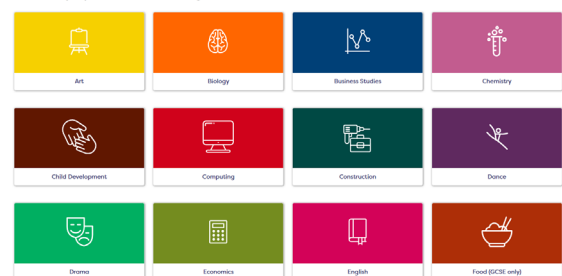 Art
Biology
Business Studies
Chemistry
Child Development
Computing
Construction
Dance
Drama
Economics
English
Food (GCSE only)